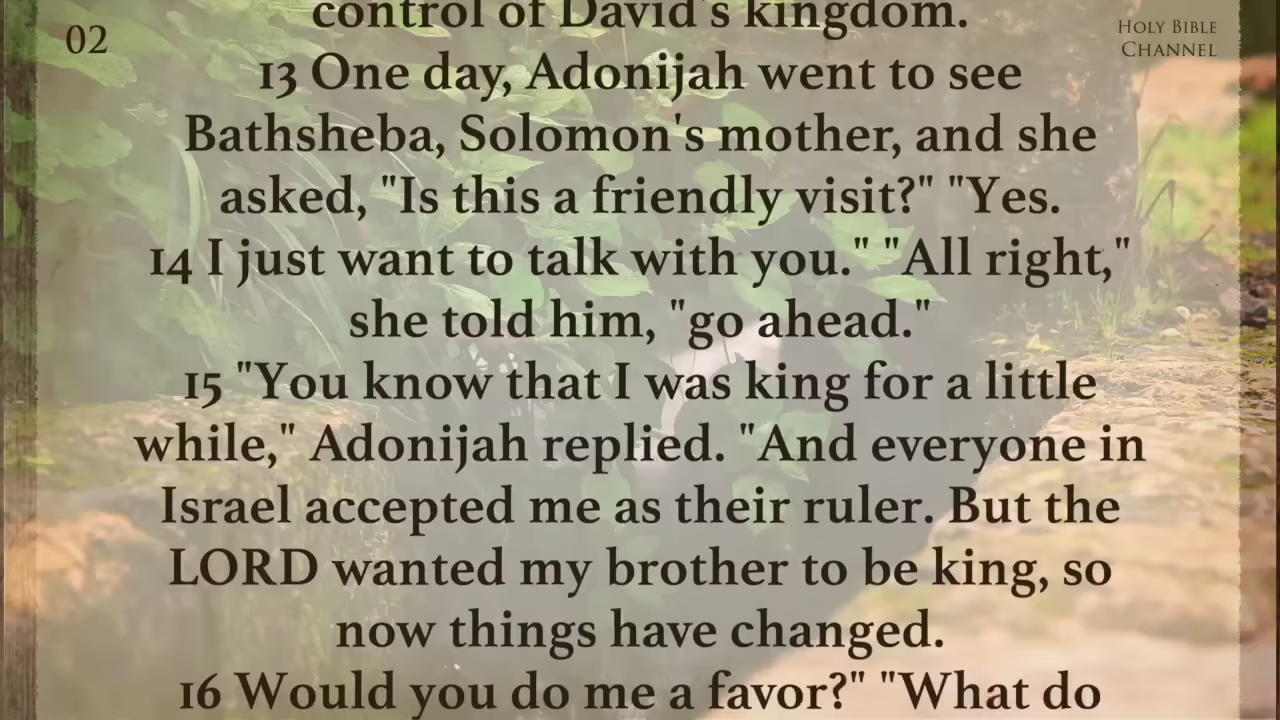 control of David's kingdom.
02
HOLY BIBLE
CHANNEL
13 One day, Adonijah went to see
Bathsheba, Solomon's mother, and she
asked, "Is this a friendly visit?" "Yes.
14 I just want to talk with you." "All right,"
she told him, "go ahead."
15 "You know that I was king for a little
while," Adonijah replied. "And everyone in
Israel accepted me as their ruler. But the
LORD wanted my brother to be king, so
now things have changed.
16 Would you do me a favor?" "What do